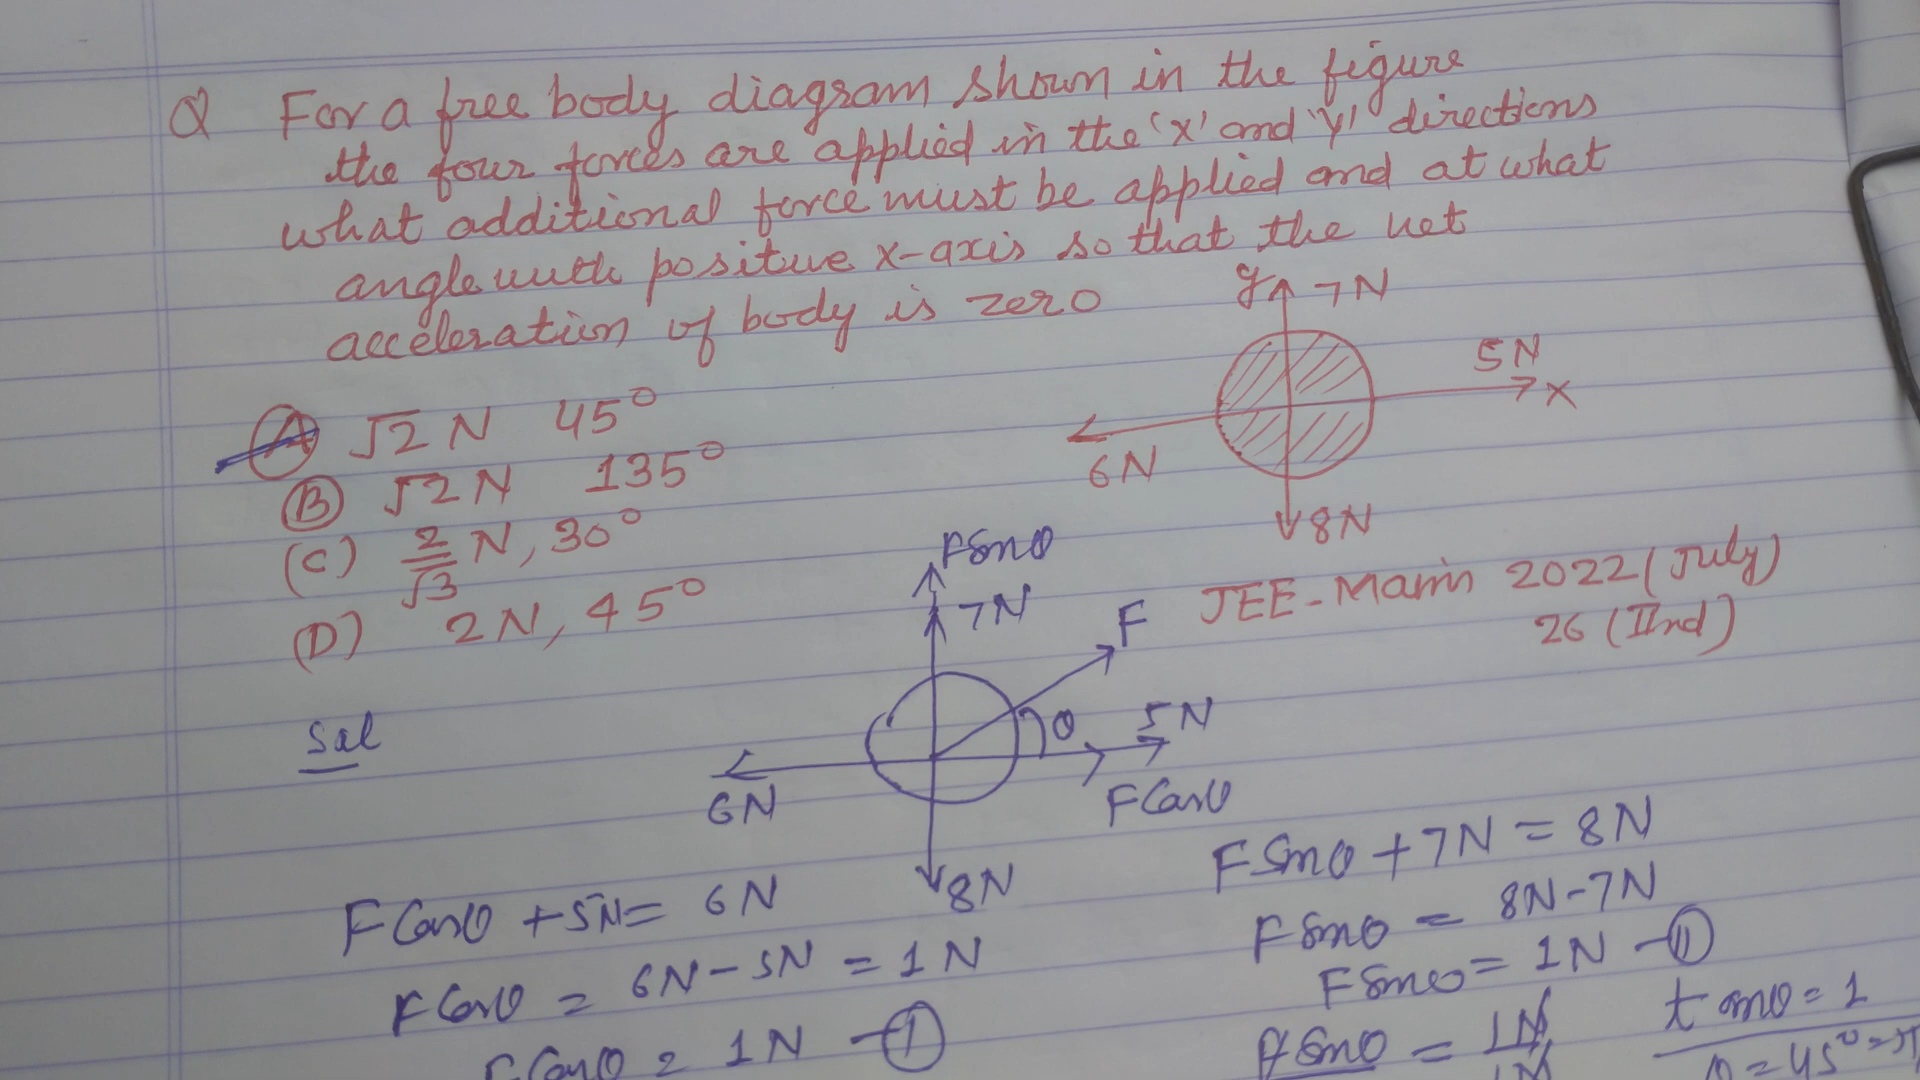 Q For a free body diagram shown in the figure
the four forces are applied in the 'x' and 'y' directions
what additional force must be applied and at what
angle with positive x-axis so that the net
acceleration of body is zero
y 7N
5N
x
6N
8N
(A) √2 N 45°
(B) √2 N 135°
(C) 2/√3 N, 30°
(D) 2N, 45°
JEE-Main 2022 (July)
26 (IInd)
Sol
F Sinθ
7N
F
θ
5N
6N
F Cosθ
8N
F Cosθ + 5N = 6N
F Cosθ = 6N - 5N = 1N
F Cosθ = 1N - (I)
F Sinθ + 7N = 8N
F Sinθ = 8N - 7N
F Sinθ = 1N - (II)
F Sinθ = 1N
tanθ = 1
θ = 45° =